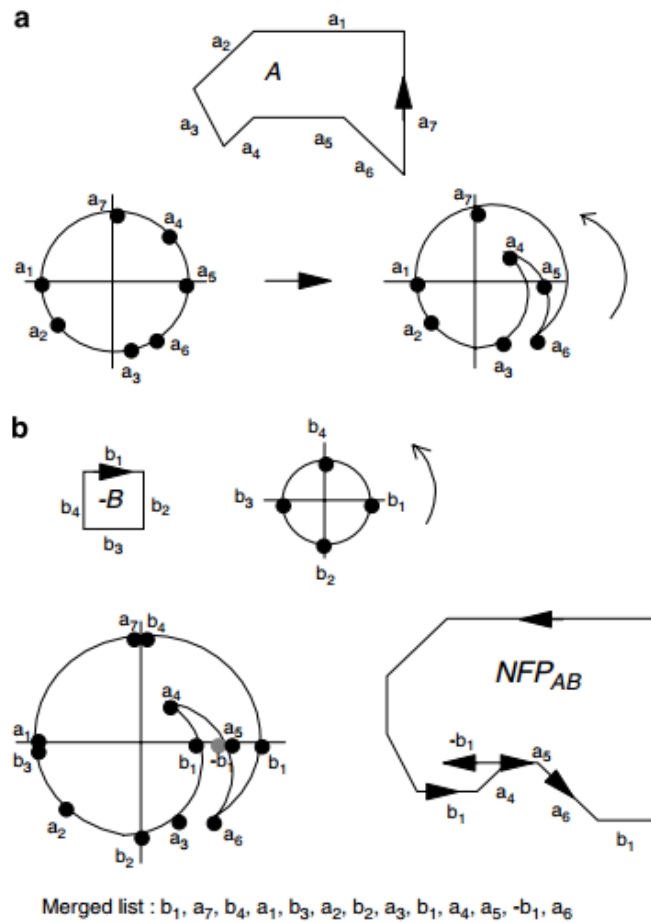 a
a₁
a₂
A
a₃
a₄
a₅
a₆
a₇
a₇
a₄
a₁
a₅
a₂
a₆
a₃
a₇
a₄
a₁
a₅
a₂
a₃
a₆
b
b₁
b₄
-B
b₂
b₃
b₄
b₃
b₁
b₂
a₇ b₄
a₄
a₁
a₅
b₃
b₁
-b₁
b₁
a₂
a₃
a₆
b₂
NFP_AB
-b₁
a₅
b₁
a₄
a₆
b₁
Merged list : b₁, a₇, b₄, a₁, b₃, a₂, b₂, a₃, b₁, a₄, a₅, -b₁, a₆